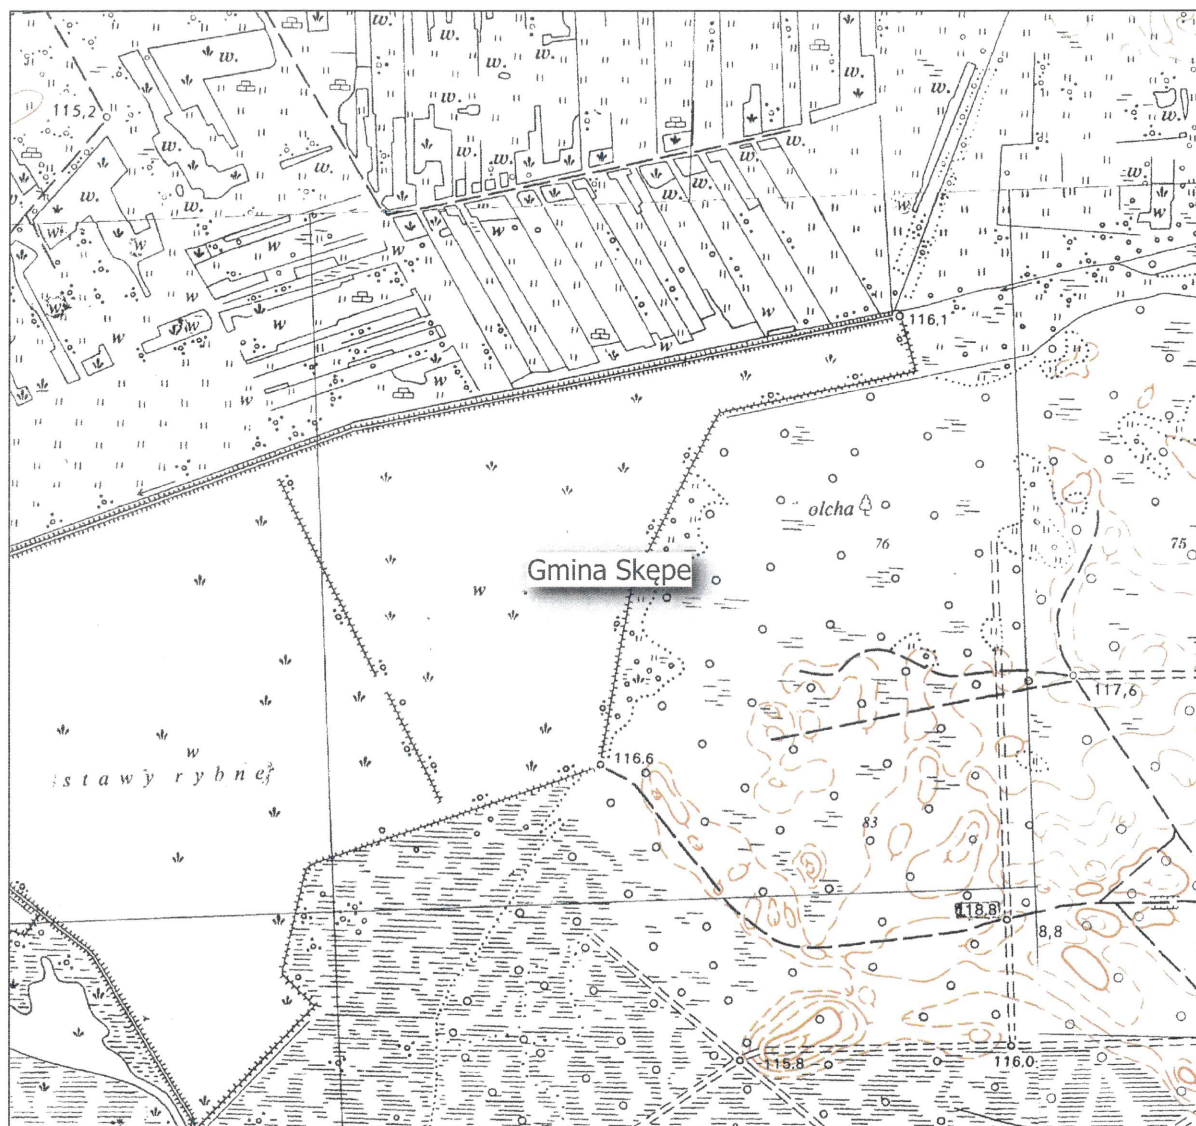 w. w. w. w. w.
w. w.
115,2
w. w. w. w. w.
w. w. w. w.
w.
w. w. w. w.
w w w
w w w
w w
w w
w w
116,1
w w
olcha
76 75
Gmina Skępe
w
117,6
w
stawy rybne
116,6
83
118,8
8,8
115,8 116,0